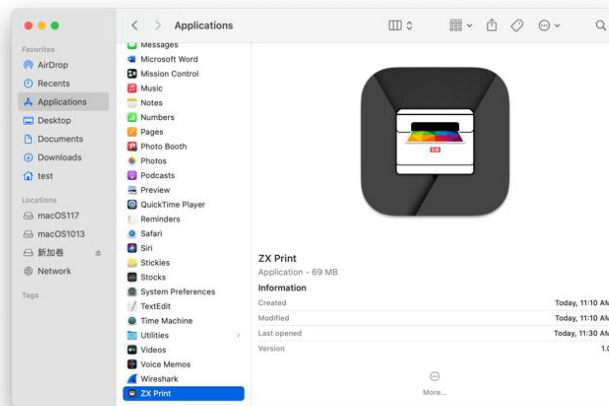 Applications
Favorites
AirDrop
Recents
Applications
Desktop
Documents
Downloads
test
Locations
macOS117
macOS1013
新加卷
Network
Tags
Messages
Microsoft Word
Mission Control
Music
Notes
Numbers
Pages
Photo Booth
Photos
Podcasts
Preview
QuickTime Player
Reminders
Safari
Siri
Stickies
Stocks
System Preferences
TextEdit
Time Machine
Utilities
Videos
Voice Memos
Wireshark
ZX Print
ZX Print
Application - 69 MB
Information
Created Today, 11:10 AM
Modified Today, 11:10 AM
Last opened Today, 11:30 AM
Version 1.0
More...